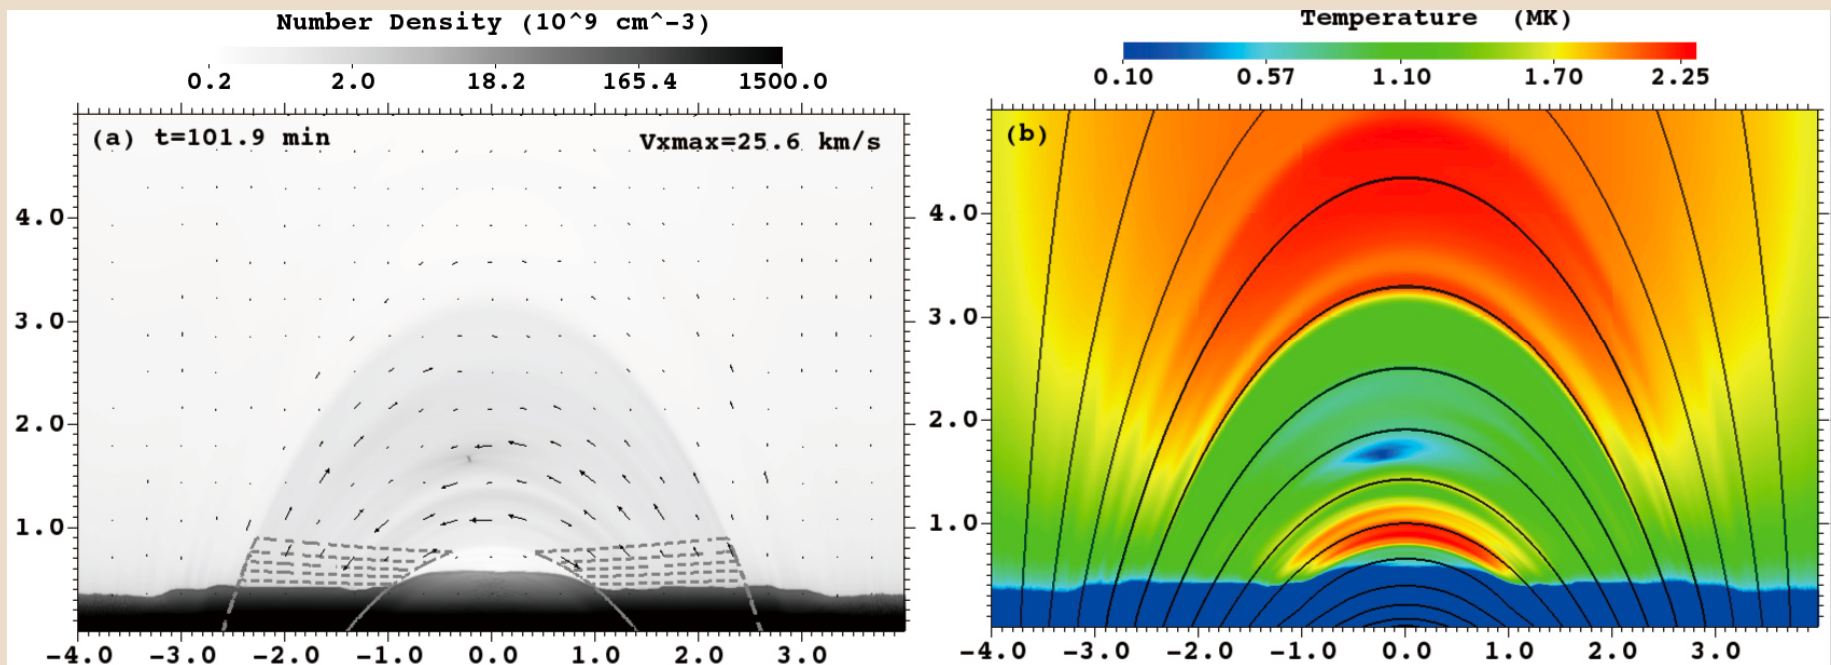 Number Density (10^9 cm^-3)
0.2 2.0 18.2 165.4 1500.0
(a) t=101.9 min Vxmax=25.6 km/s
4.0
3.0
2.0
1.0
-4.0 -3.0 -2.0 -1.0 0.0 1.0 2.0 3.0
Temperature (MK)
0.10 0.57 1.10 1.70 2.25
(b)
4.0
3.0
2.0
1.0
-4.0 -3.0 -2.0 -1.0 0.0 1.0 2.0 3.0